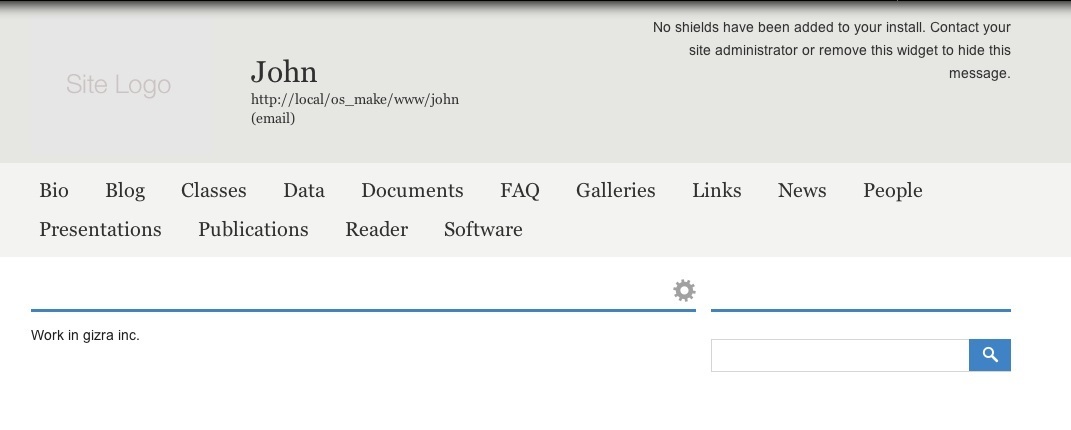 No shields have been added to your install. Contact your
site administrator or remove this widget to hide this
message.
Site Logo
John
http://local/os_make/www/john
(email)
Bio Blog Classes Data Documents FAQ Galleries Links News People
Presentations Publications Reader Software
Work in gizra inc.